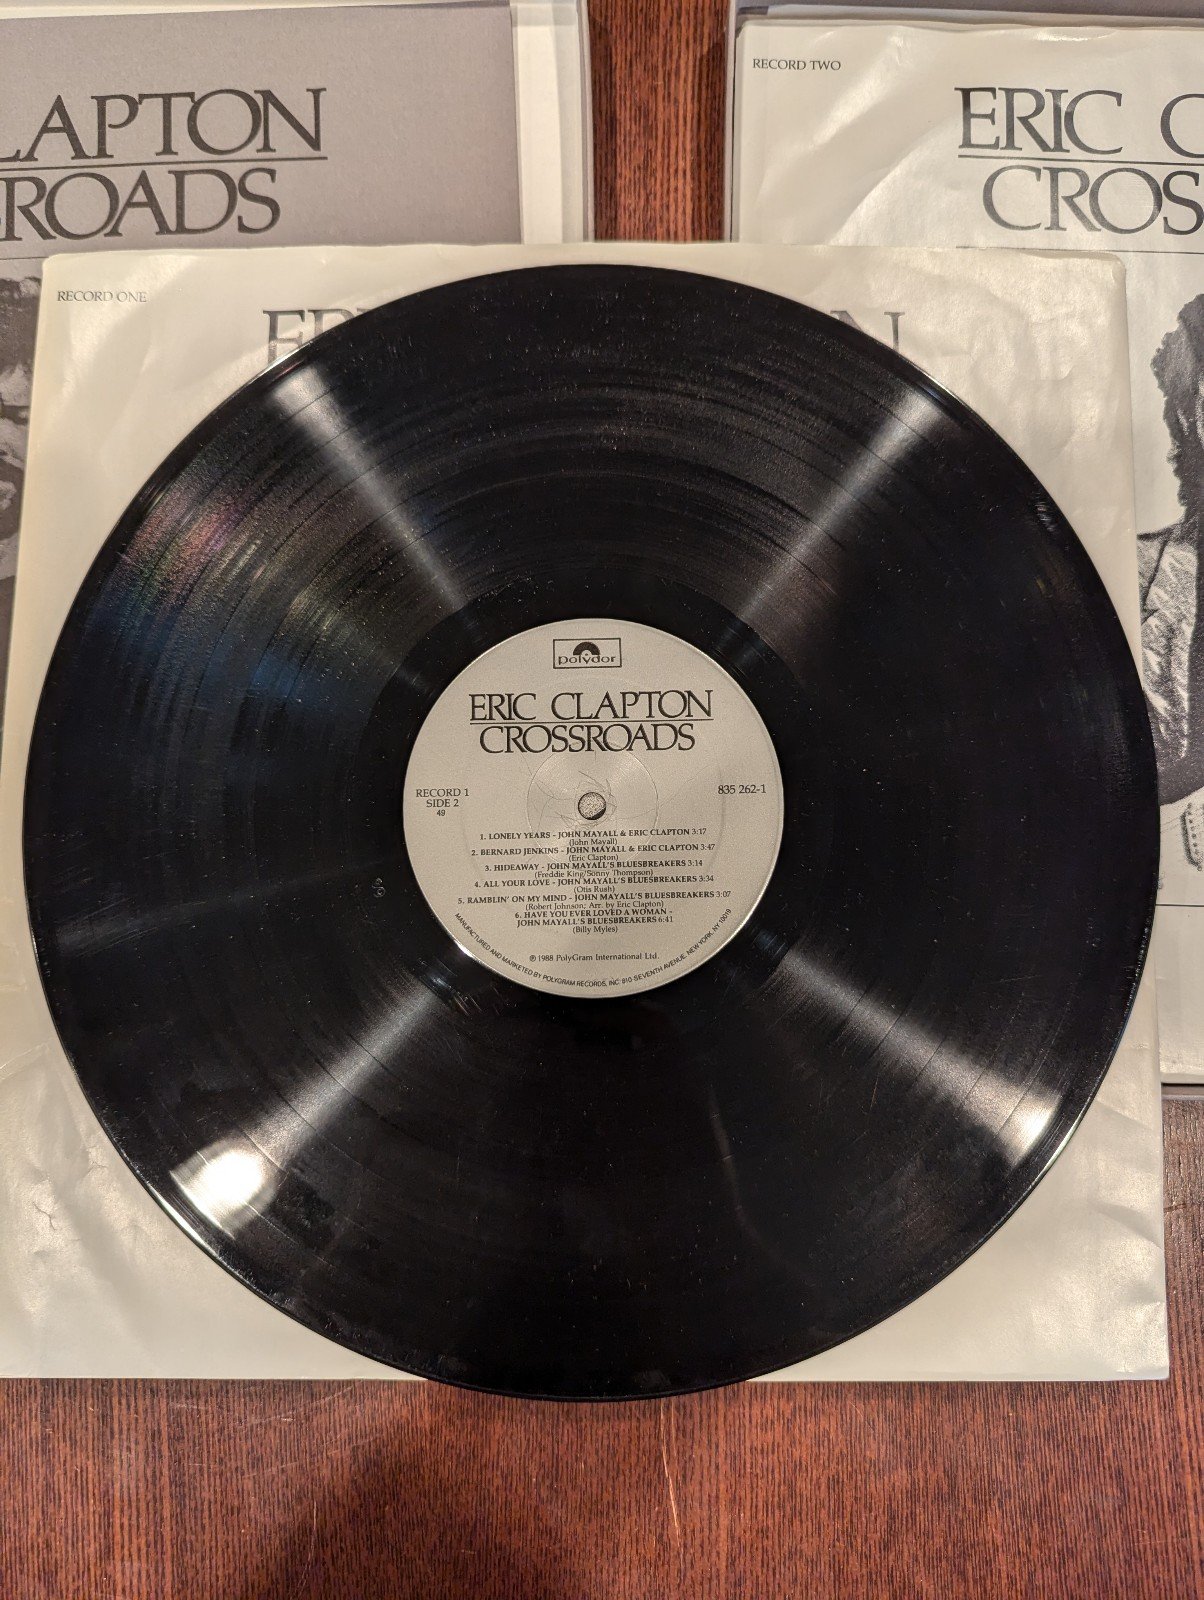 LAPTON
ROADS
RECORD TWO
ERIC C
CROS
RECORD ONE
polydor
ERIC CLAPTON
CROSSROADS
RECORD 1
SIDE 2
49
835 262-1
1. LONELY YEARS - JOHN MAYALL & ERIC CLAPTON 3:17
(John Mayall)
2. BERNARD JENKINS - JOHN MAYALL & ERIC CLAPTON 3:47
(Eric Clapton)
3. HIDEAWAY - JOHN MAYALL'S BLUESBREAKERS 3:14
(Freddie King/Sonny Thompson)
4. ALL YOUR LOVE - JOHN MAYALL'S BLUESBREAKERS 3:34
(Otis Rush)
5. RAMBLIN' ON MY MIND - JOHN MAYALL'S BLUESBREAKERS 3:07
(Robert Johnson; Arr. by Eric Clapton)
6. HAVE YOU EVER LOVED A WOMAN -
JOHN MAYALL'S BLUESBREAKERS 6:41
(Billy Myles)
℗ 1988 PolyGram International Ltd.
MANUFACTURED AND MARKETED BY POLYGRAM RECORDS, INC. 810 SEVENTH AVENUE, NEW YORK, NY 10019